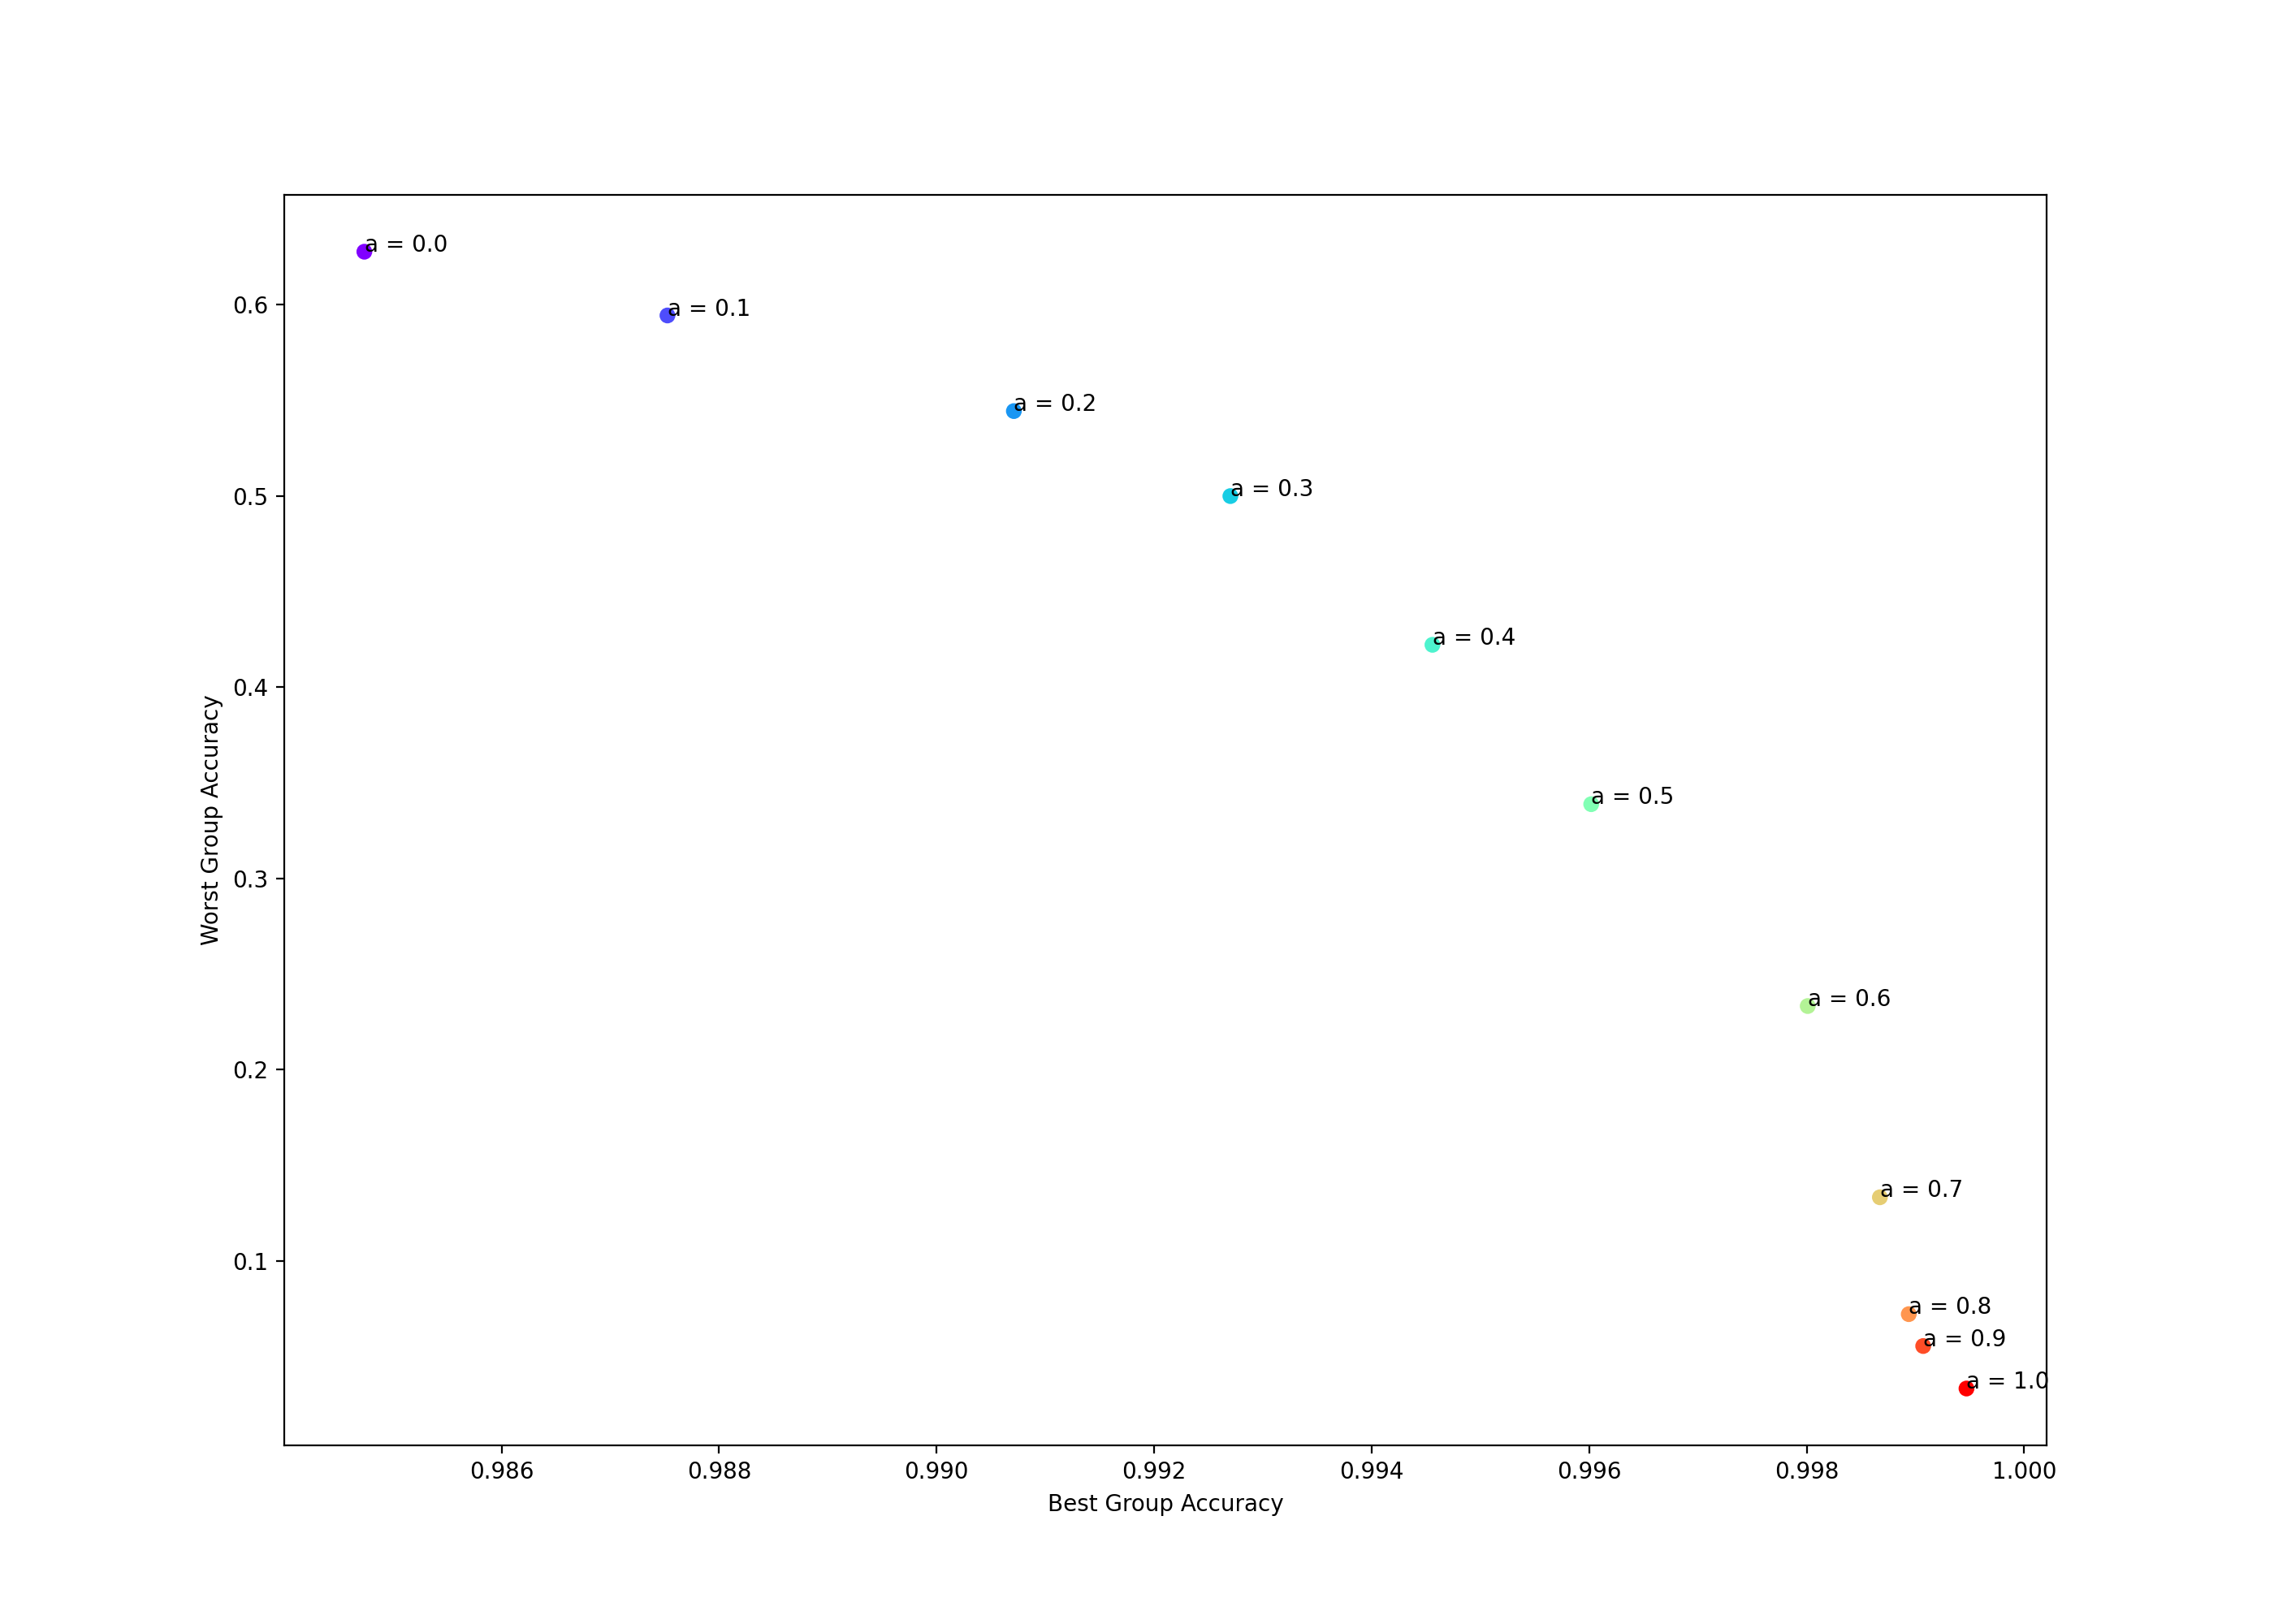 a = 0.0
a = 0.1
a = 0.2
a = 0.3
a = 0.4
a = 0.5
a = 0.6
a = 0.7
a = 0.8
a = 0.9
a = 1.0
0.6
0.5
0.4
0.3
0.2
0.1
Worst Group Accuracy
0.986 0.988 0.990 0.992 0.994 0.996 0.998 1.000
Best Group Accuracy